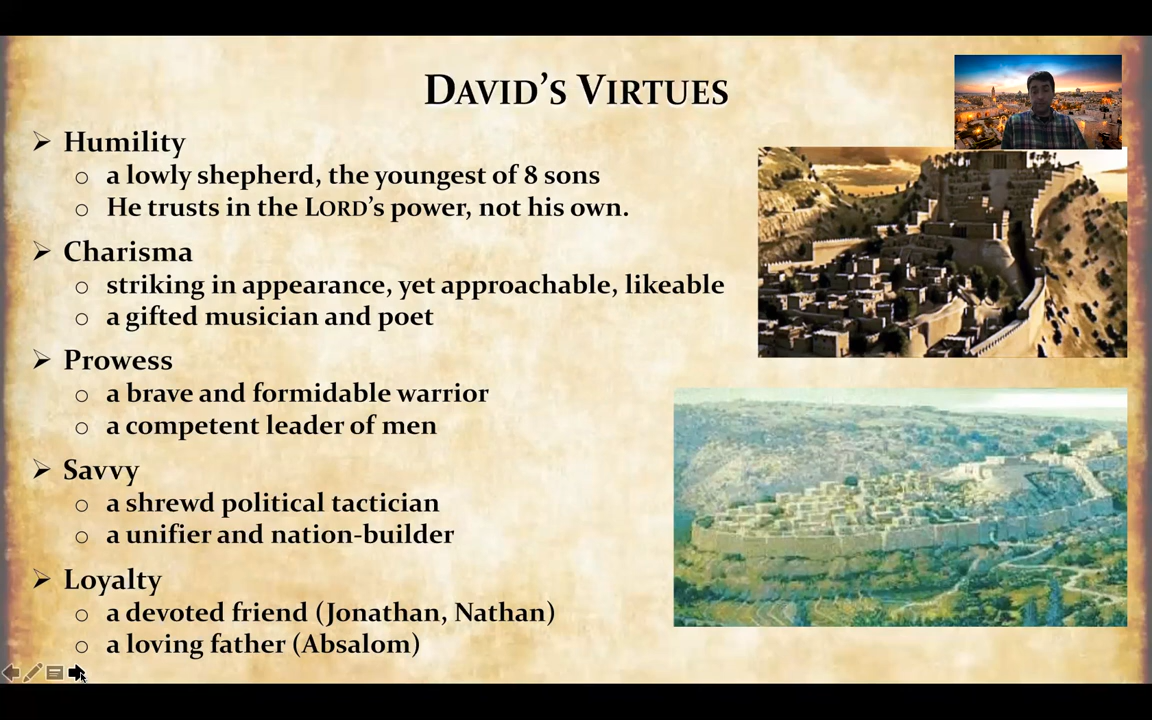 DAVID'S VIRTUES
➢ Humility
o a lowly shepherd, the youngest of 8 sons
o He trusts in the LORD's power, not his own.
➢ Charisma
o striking in appearance, yet approachable, likeable
o a gifted musician and poet
➢ Prowess
o a brave and formidable warrior
o a competent leader of men
➢ Savvy
o a shrewd political tactician
o a unifier and nation-builder
➢ Loyalty
o a devoted friend (Jonathan, Nathan)
o a loving father (Absalom)